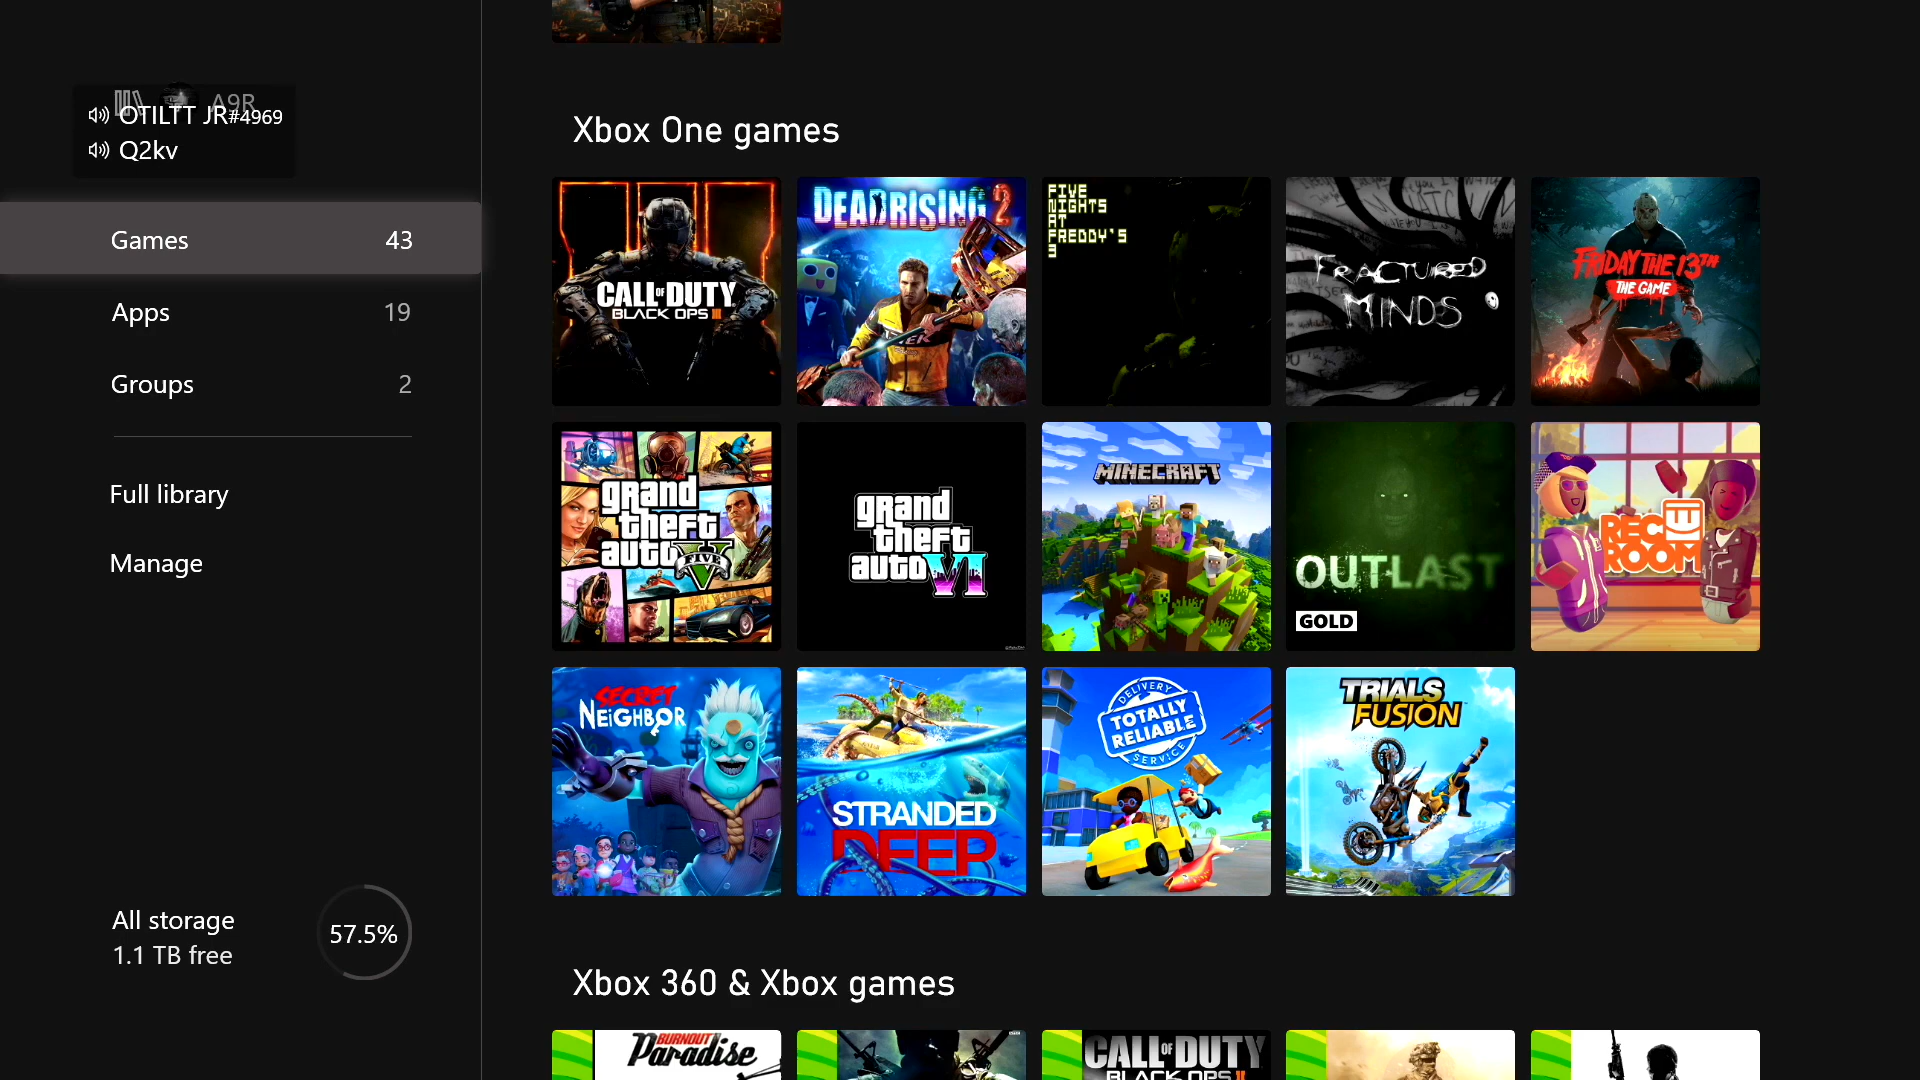 A9R
OTILTT JR#4969
Q2kv
Games 43
Apps 19
Groups 2
Full library
Manage
All storage
1.1 TB free
57.5%
Xbox One games
CALL OF DUTY
BLACK OPS III
DEADRISING 2
FIVE
NIGHTS
AT
FREDDY'S
3
FRACTURED
MINDS
FRIDAY THE 13TH
THE GAME
grand
theft
auto V
FIVE
grand
theft
auto VI
MINECRAFT
OUTLAST
GOLD
REC
ROOM
SECRET
NEiGHBOR
STRANDED
DEEP
DELIVERY
TOTALLY
RELIABLE
SERVICE
TRIALS
FUSION
Xbox 360 & Xbox games
BURNOUT
Paradise
CALL OF DUTY
BLACK OPS II